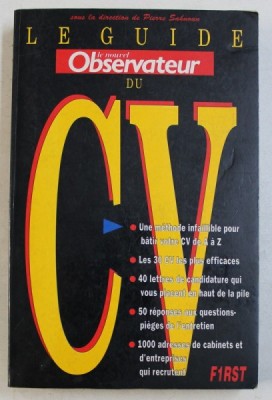 sous la direction de Pierre Sahnoun
LE GUIDE
le nouvel
Observateur
DU
CV
Une méthode infaillible pour
bâtir votre CV de A à Z
Les 30 CV les plus efficaces
40 lettres de candidature qui
vous placent en haut de la pile
50 réponses aux questions-
pièges de l'entretien
1000 adresses de cabinets et
d'entreprises
qui recrutent
F1RST